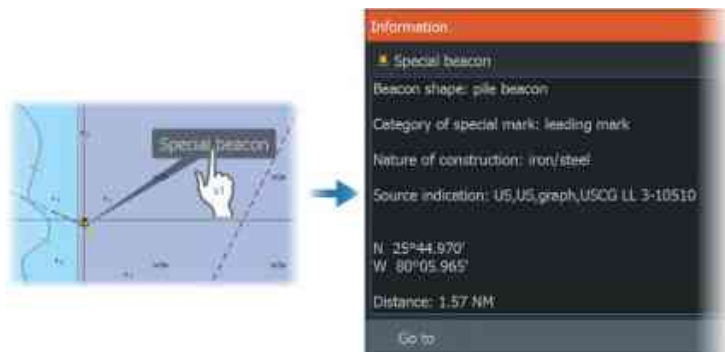 Special beacon
x1
Information
Special beacon
Beacon shape: pile beacon
Category of special mark: leading mark
Nature of construction: iron/steel
Source indication: US,US,graph,USCG LL 3-10510
N 25°44.970'
W 80°05.965'
Distance: 1.57 NM
Go to